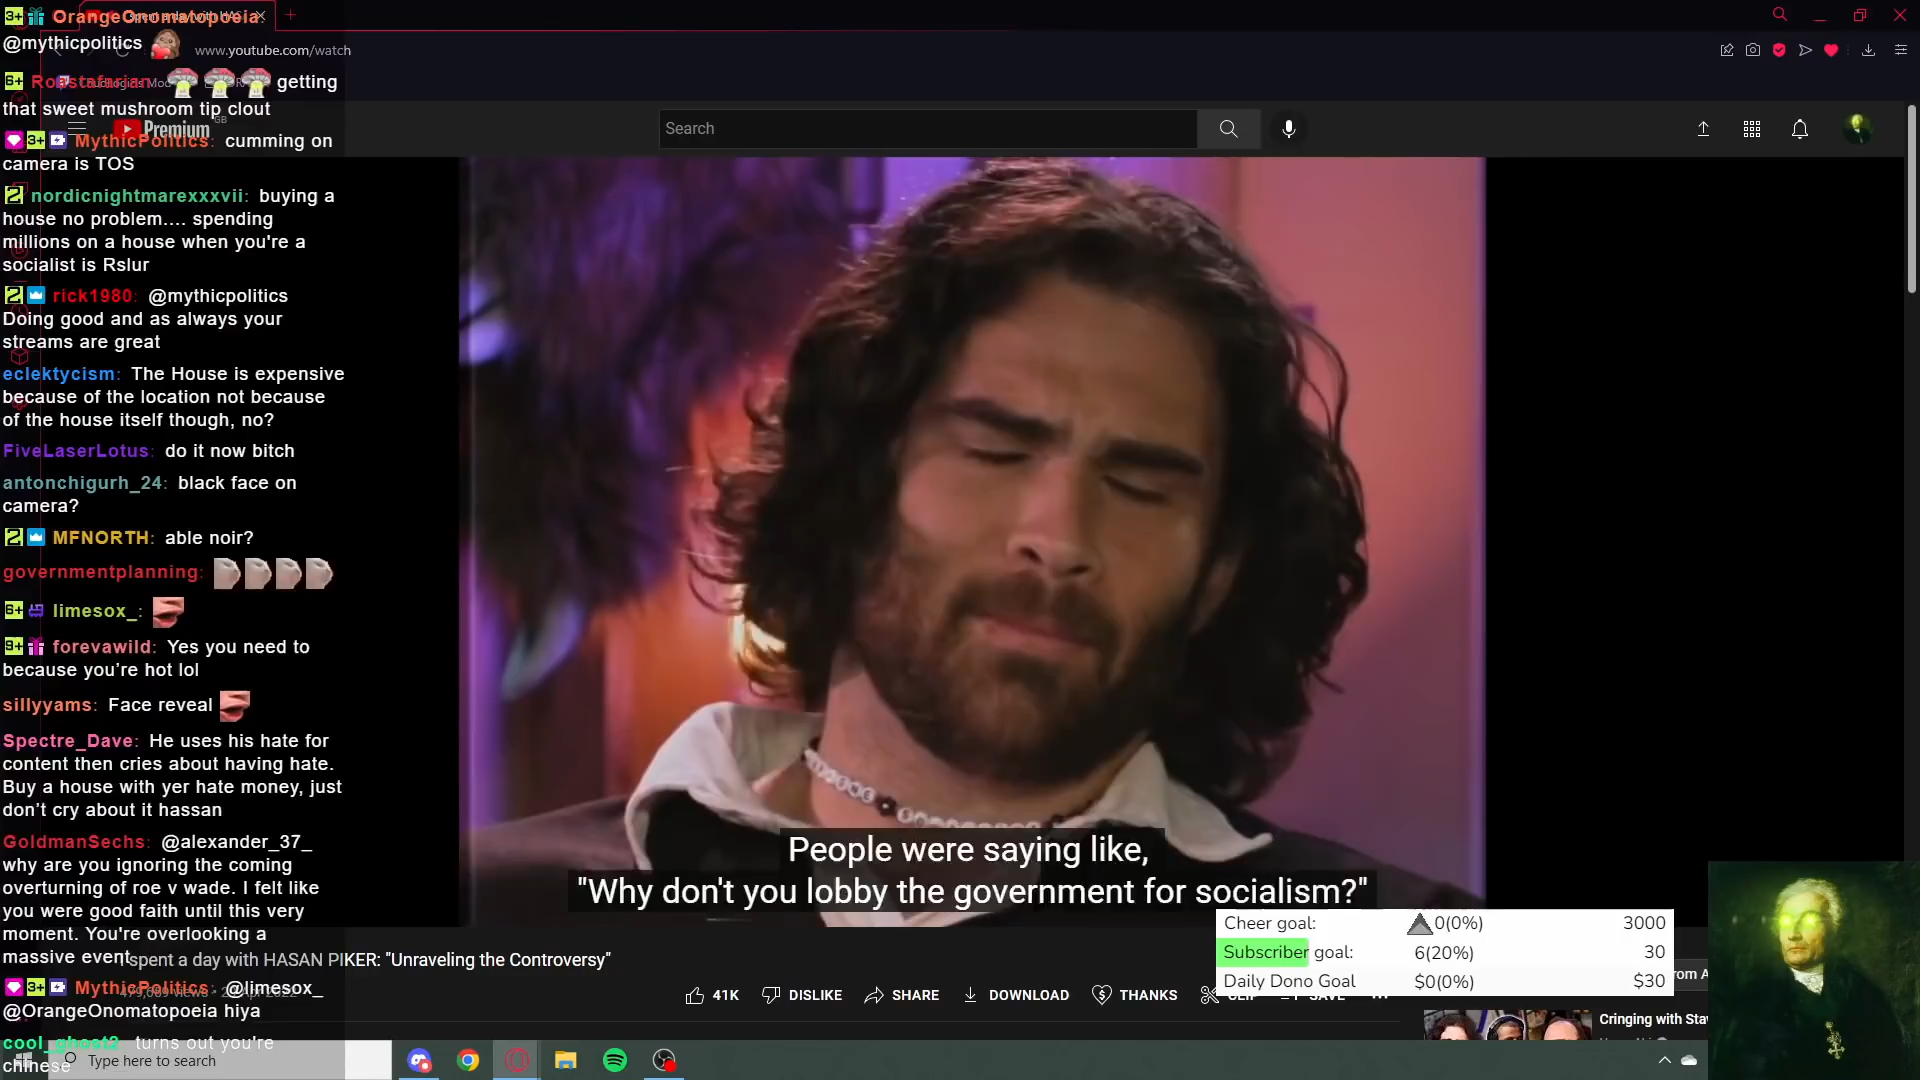 OrangeOnomatopoeia:
@mythicpolitics
www.youtube.com/watch
Roastafarian: getting
that sweet mushroom tip clout
Premium GB
Search
MythicPolitics: cumming on
camera is TOS
nordicnightmarexxxvii: buying a
house no problem.... spending
millions on a house when you're a
socialist is Rslur
rick1980: @mythicpolitics
Doing good and as always your
streams are great
eclektycism: The House is expensive
because of the location not because
of the house itself though, no?
FiveLaserLotus: do it now bitch
antonchigurh_24: black face on
camera?
MFNORTH: able noir?
governmentplanning:
limesox_:
forevawild: Yes you need to
because you’re hot lol
sillyyams: Face reveal
Spectre_Dave: He uses his hate for
content then cries about having hate.
Buy a house with yer hate money, just
don’t cry about it hassan
GoldmanSechs: @alexander_37_
why are you ignoring the coming
overturning of roe v wade. I felt like
you were good faith until this very
moment. You're overlooking a
massive event
MythicPolitics: @limesox_
@OrangeOnomatopoeia hiya
cool_ghost2 turns out you're
chinese
People were saying like,
"Why don't you lobby the government for socialism?"
I spent a day with HASAN PIKER: "Unraveling the Controversy"
41K DISLIKE SHARE DOWNLOAD THANKS CLIP SAVE
Cheer goal: 0(0%) 3000
Subscriber goal: 6(20%) 30
Daily Dono Goal $0(0%) $30
Cringing with
Type here to search